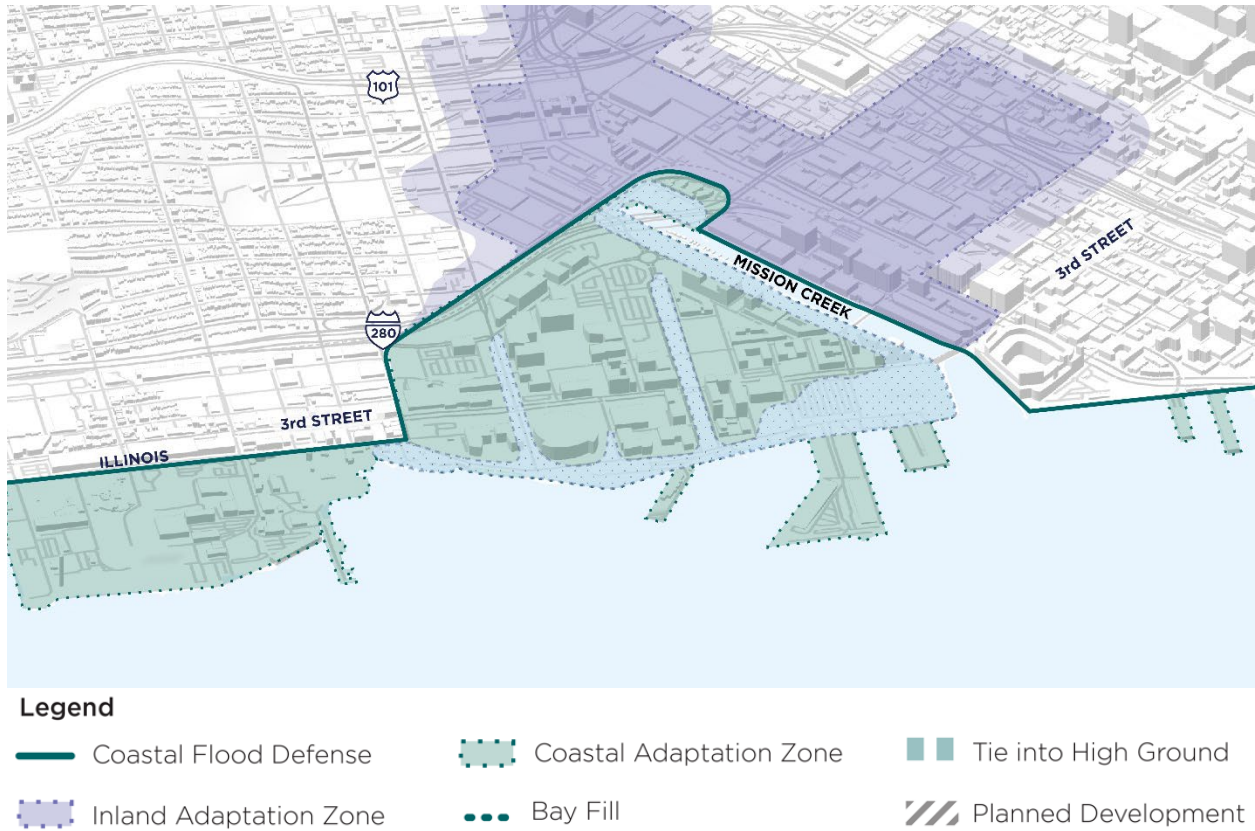 101
3rd STREET
MISSION CREEK
280
3rd STREET
ILLINOIS
Legend
Coastal Flood Defense
Coastal Adaptation Zone
Tie into High Ground
Inland Adaptation Zone
Bay Fill
Planned Development